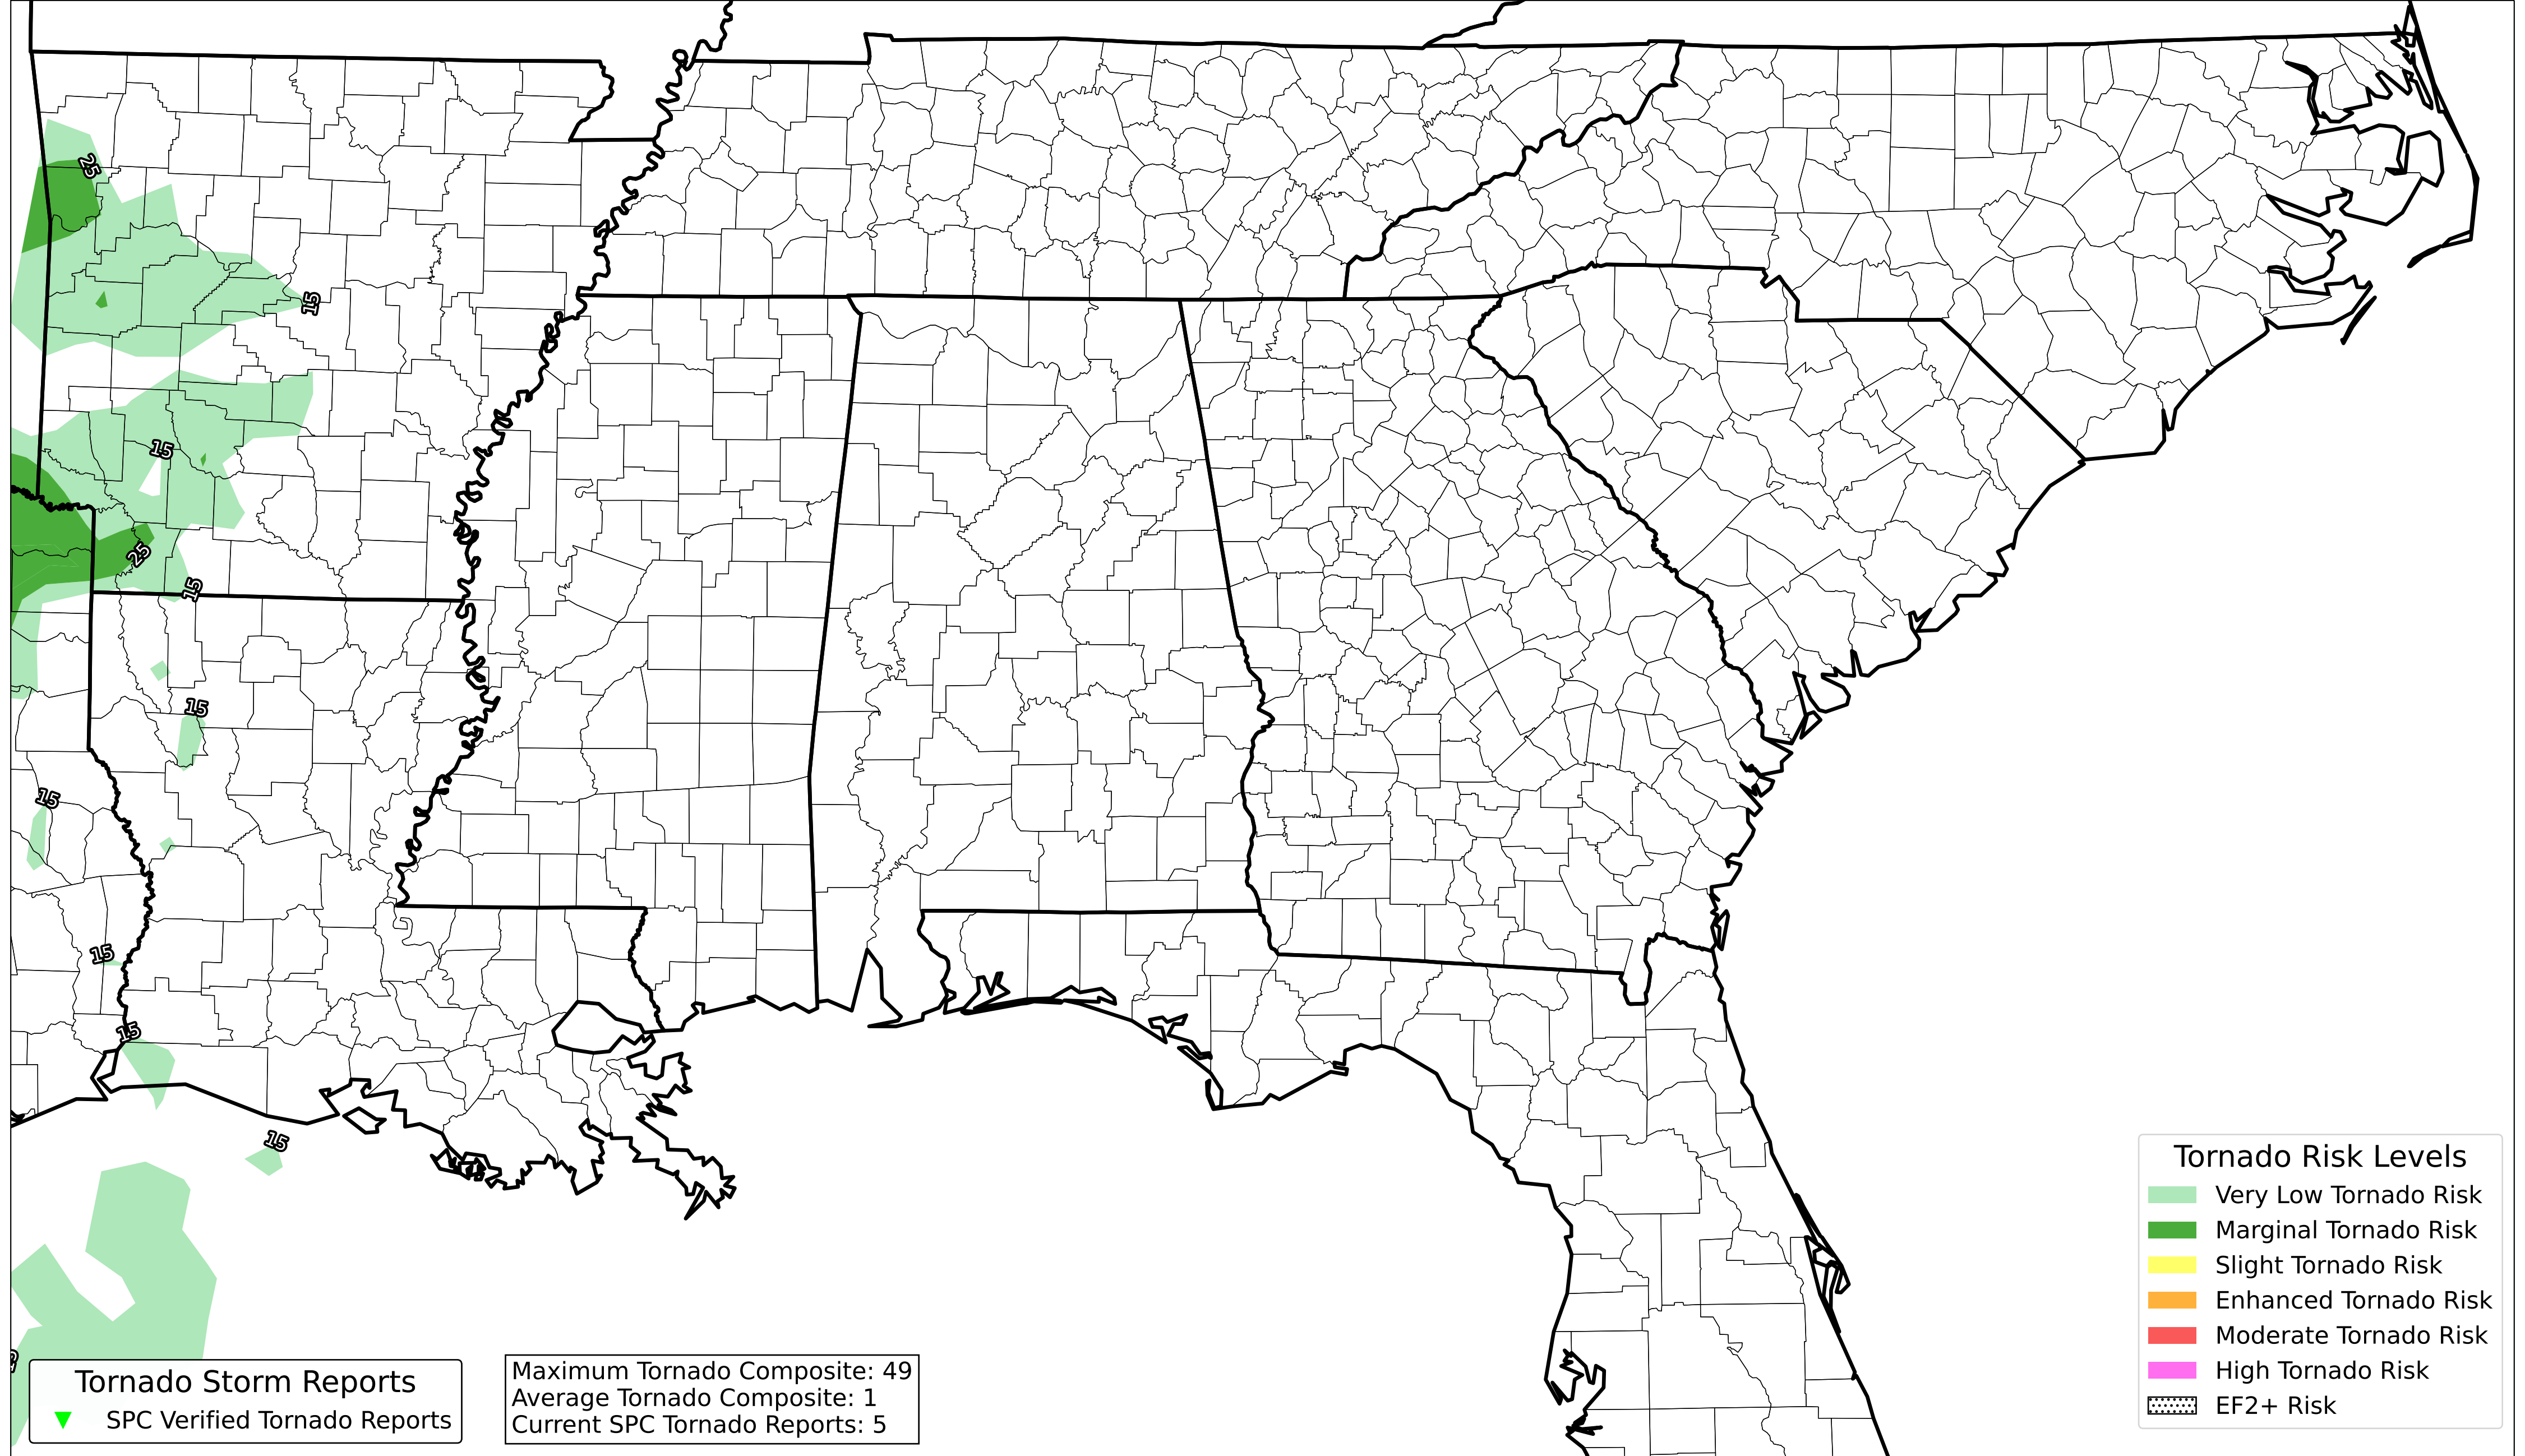 25
15
15
25
15
15
15
15
15
15
Tornado Storm Reports
SPC Verified Tornado Reports
Maximum Tornado Composite: 49
Average Tornado Composite: 1
Current SPC Tornado Reports: 5
Tornado Risk Levels
Very Low Tornado Risk
Marginal Tornado Risk
Slight Tornado Risk
Enhanced Tornado Risk
Moderate Tornado Risk
High Tornado Risk
EF2+ Risk